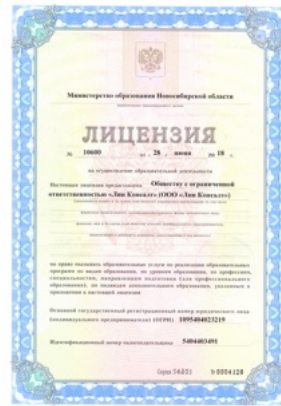 Министерство образования Новосибирской области
ЛИЦЕНЗИЯ
№ 10600 от « 28 » июня 20 18 г.
на осуществление образовательной деятельности
Настоящая лицензия предоставлена Обществу с ограниченной
ответственностью «Лин Консалт» (ООО «Лин Консалт»)
на право оказывать образовательные услуги по реализации образовательных
программ по видам образования, по уровням образования, по профессиям,
специальностям, направлениям подготовки (для профессионального
образования), по подвидам дополнительного образования, указанным в
приложении к настоящей лицензии
Основной государственный регистрационный номер юридического лица
(индивидуального предпринимателя) (ОГРН) 1095404023219
Идентификационный номер налогоплательщика 5404403491
Серия 54Л01 № 0004128